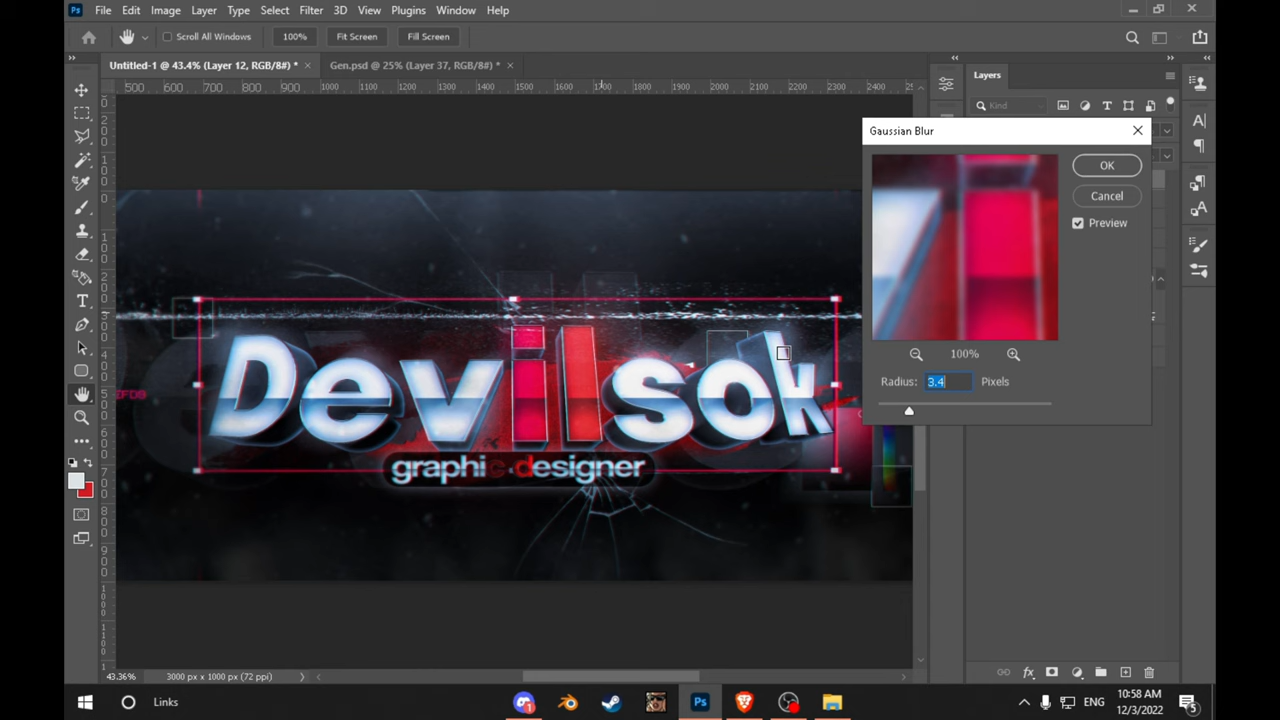 Ps File Edit Image Layer Type Select Filter 3D View Plugins Window Help
Scroll All Windows 100% Fit Screen Fill Screen
Untitled-1 @ 43.4% (Layer 12, RGB/8#) * × Gen.psd @ 25% (Layer 37, RGB/8#) * ×
Layers
500 600 700 800 900 1000 1100 1200 1300 1400 1500 1600 1700 1800 1900 2000 2100 2200 2300 2400
Kind
Gaussian Blur
OK
Cancel
Preview
100%
Radius: 3.4 Pixels
Devilsok
graphic designer
43.36% 3000 px x 1000 px (72 ppi)
Links
Ps
ENG
10:58 AM
12/3/2022
5